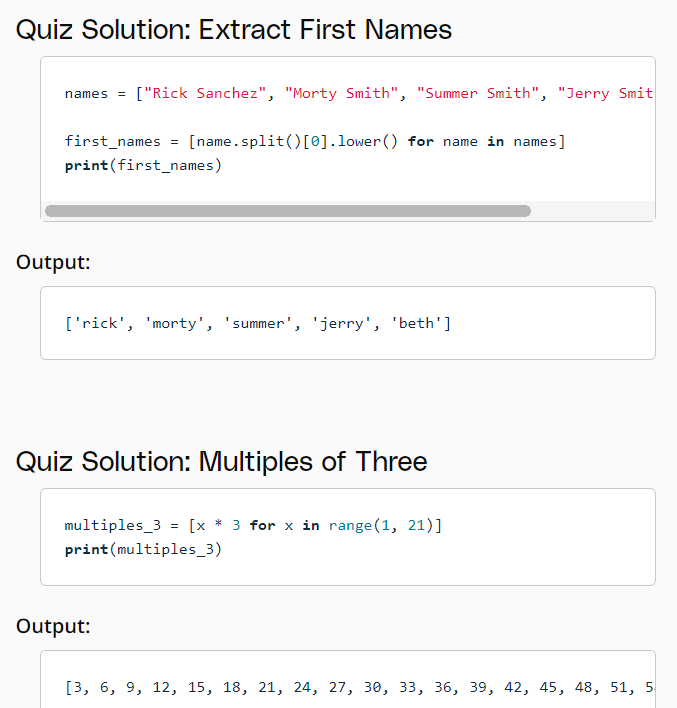 Quiz Solution: Extract First Names
names = ["Rick Sanchez", "Morty Smith", "Summer Smith", "Jerry Smit
first_names = [name.split()[0].lower() for name in names]
print(first_names)
Output:
['rick', 'morty', 'summer', 'jerry', 'beth']
Quiz Solution: Multiples of Three
multiples_3 = [x * 3 for x in range(1, 21)]
print(multiples_3)
Output:
[3, 6, 9, 12, 15, 18, 21, 24, 27, 30, 33, 36, 39, 42, 45, 48, 51, 5